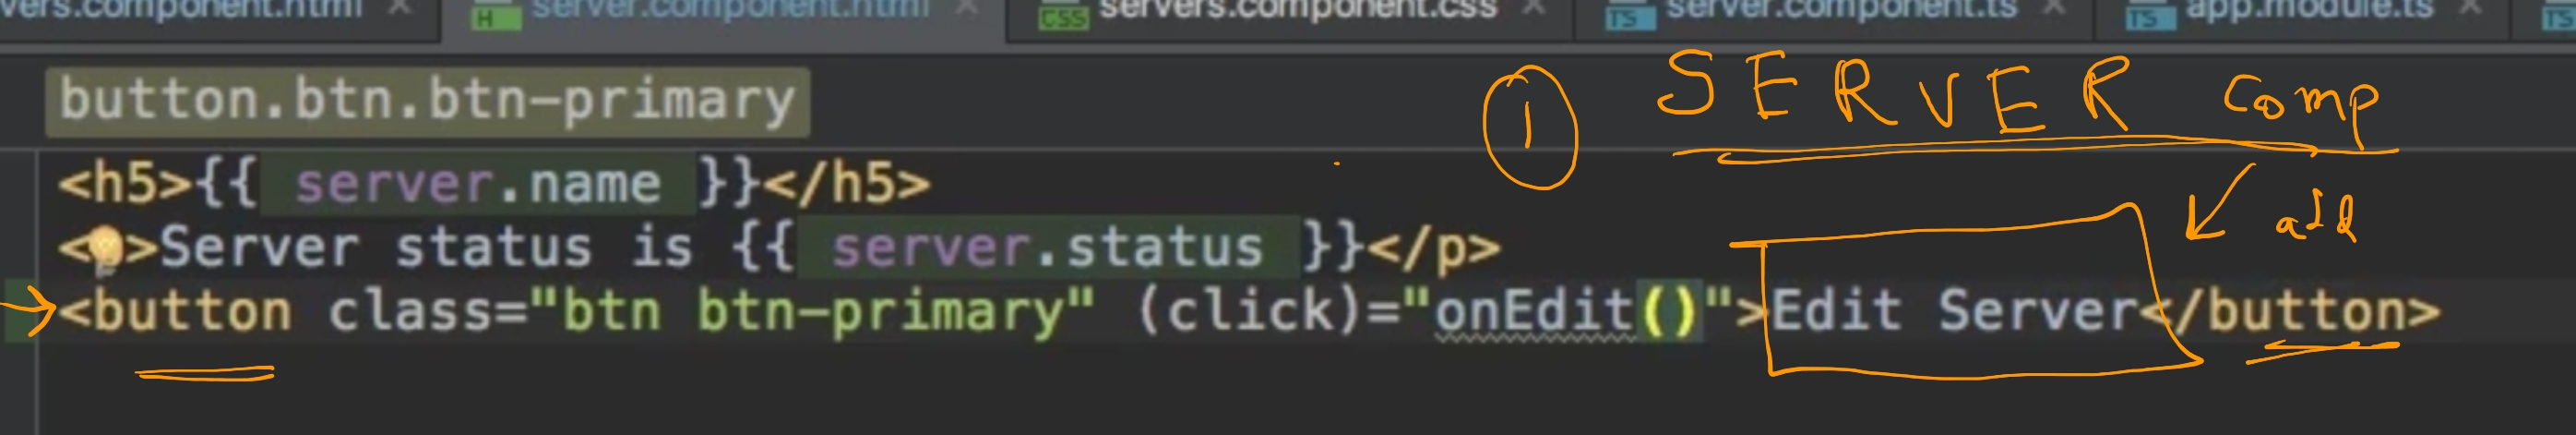 vers.component.html × H server.component.html × CSS servers.component.css × TS server.component.ts × TS app.module.ts × TS
button.btn.btn-primary
① SERVER comp
<h5>{{ server.name }}</h5>
add
< >Server status is {{ server.status }}</p>
<button class="btn btn-primary" (click)="onEdit()">Edit Server</button>